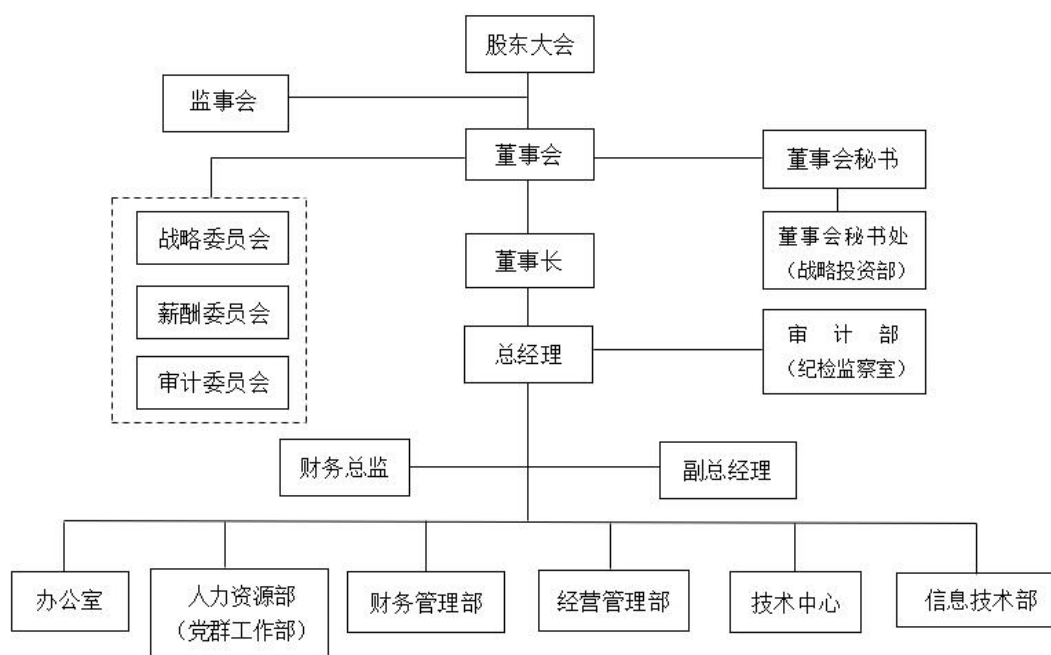 股东大会
监事会
董事会
董事会秘书
战略委员会
董事会秘书处
（战略投资部）
董事长
薪酬委员会
总经理
审计部
（纪检监察室）
审计委员会
财务总监
副总经理
办公室
人力资源部
（党群工作部）
财务管理部
经营管理部
技术中心
信息技术部